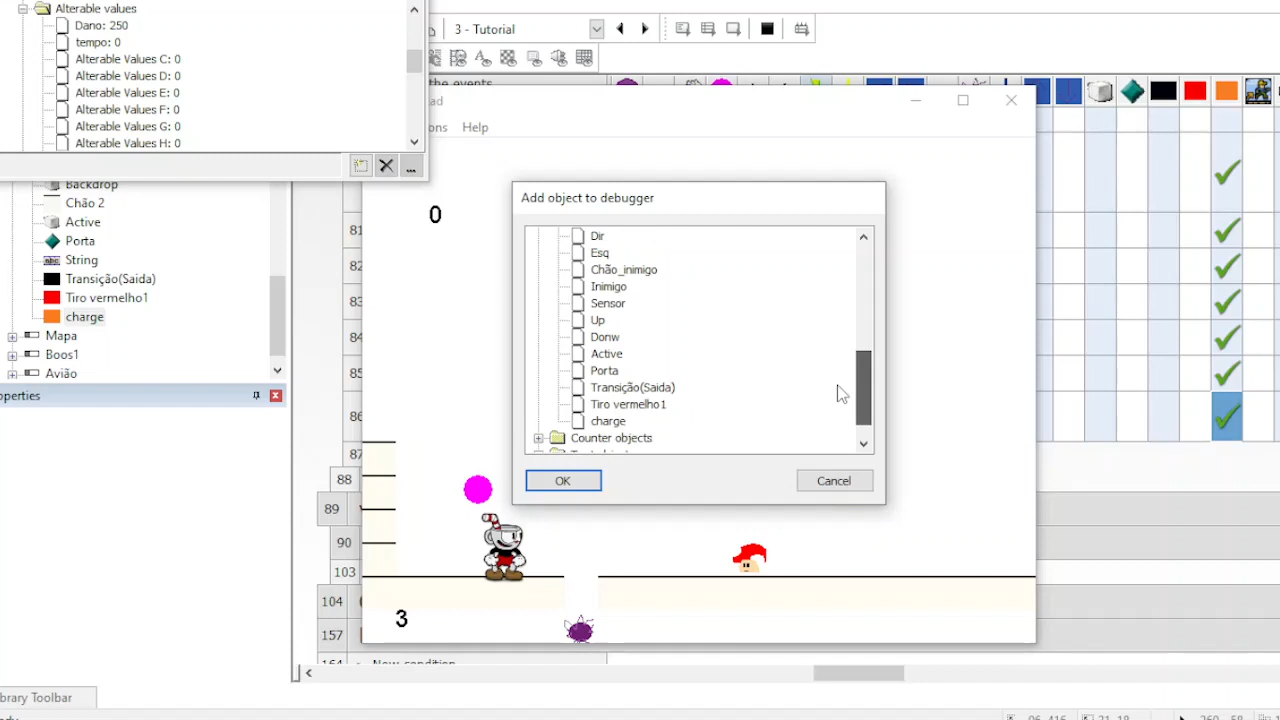 Alterable values
Dano: 250
tempo: 0
Alterable Values C: 0
Alterable Values D: 0
Alterable Values E: 0
Alterable Values F: 0
Alterable Values G: 0
Alterable Values H: 0
...
3 - Tutorial
the events
ons Help
Backdrop
Chão 2
Active
Porta
String
Transição(Saida)
Tiro vermelho1
charge
Mapa
Boos1
Avião
operties
brary Toolbar
0
3
Add object to debugger
Dir
Esq
Chão_inimigo
Inimigo
Sensor
Up
Donw
Active
Porta
Transição(Saida)
Tiro vermelho1
charge
Counter objects
OK
Cancel
81
82
83
84
85
86
87
88
89
90
103
104
157